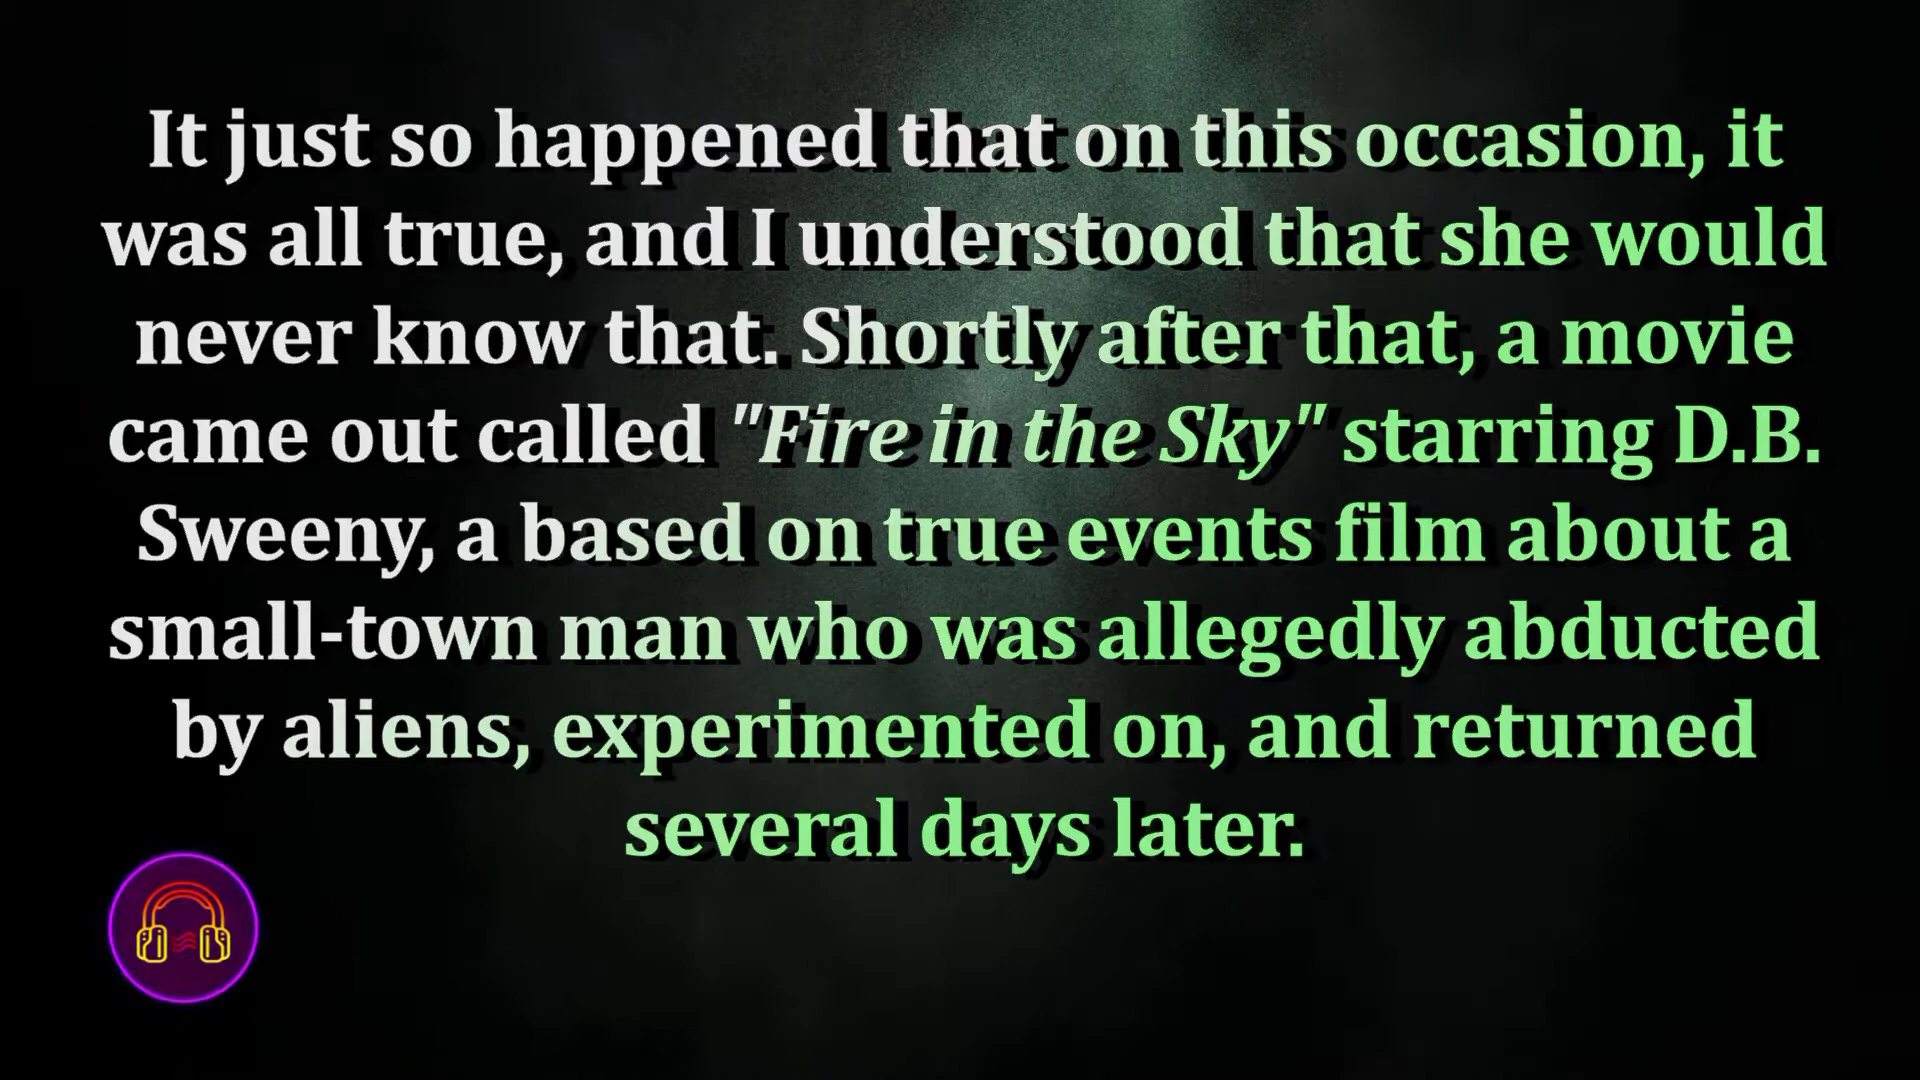 It just so happened that on this occasion, it
was all true, and I understood that she would
never know that. Shortly after that, a movie
came out called "Fire in the Sky" starring D.B.
Sweeny, a based on true events film about a
small-town man who was allegedly abducted
by aliens, experimented on, and returned
several days later.